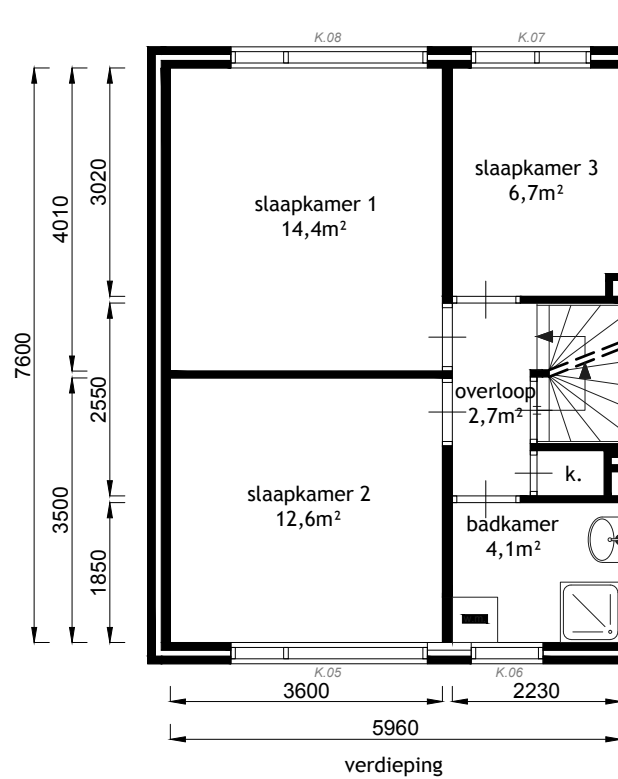 K.08
K.07
slaapkamer 1
14,4m²
slaapkamer 3
6,7m²
3020
4010
7600
2550
3500
1850
overloop
2,7m²
k.
slaapkamer 2
12,6m²
badkamer
4,1m²
K.05
K.06
3600
2230
5960
verdieping